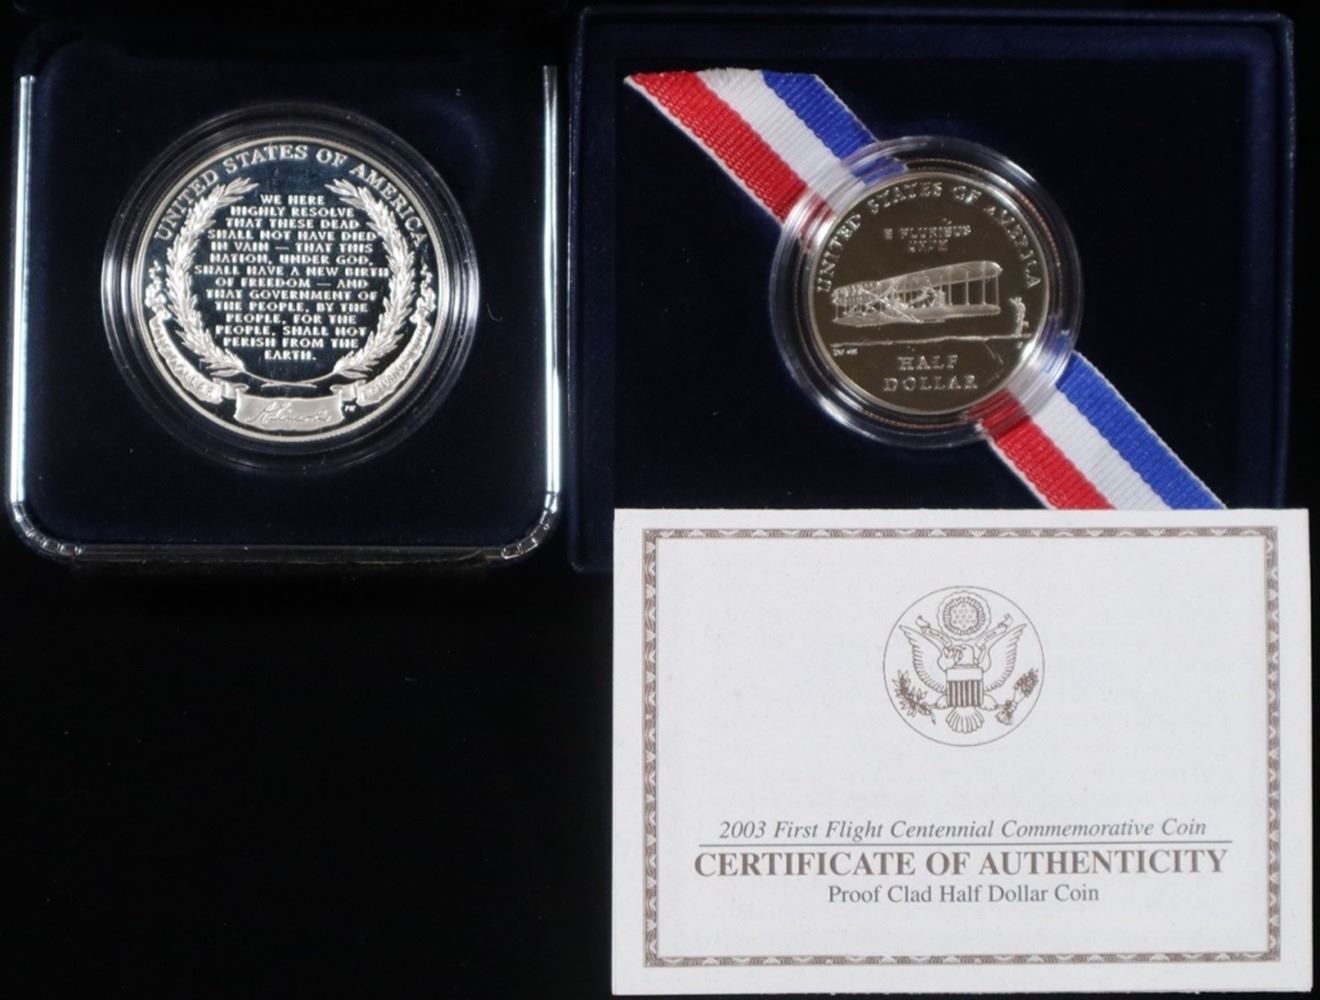 UNITED STATES OF AMERICA
WE HERE
HIGHLY RESOLVE
THAT THESE DEAD
SHALL NOT HAVE DIED
IN VAIN — THAT THIS
NATION, UNDER GOD,
SHALL HAVE A NEW BIRTH
OF FREEDOM — AND
THAT GOVERNMENT OF
THE PEOPLE, BY THE
PEOPLE, FOR THE
PEOPLE, SHALL NOT
PERISH FROM THE
EARTH.
A. Lincoln
UNITED STATES OF AMERICA
E PLURIBUS
UNUM
HALF
DOLLAR
2003 First Flight Centennial Commemorative Coin
CERTIFICATE OF AUTHENTICITY
Proof Clad Half Dollar Coin